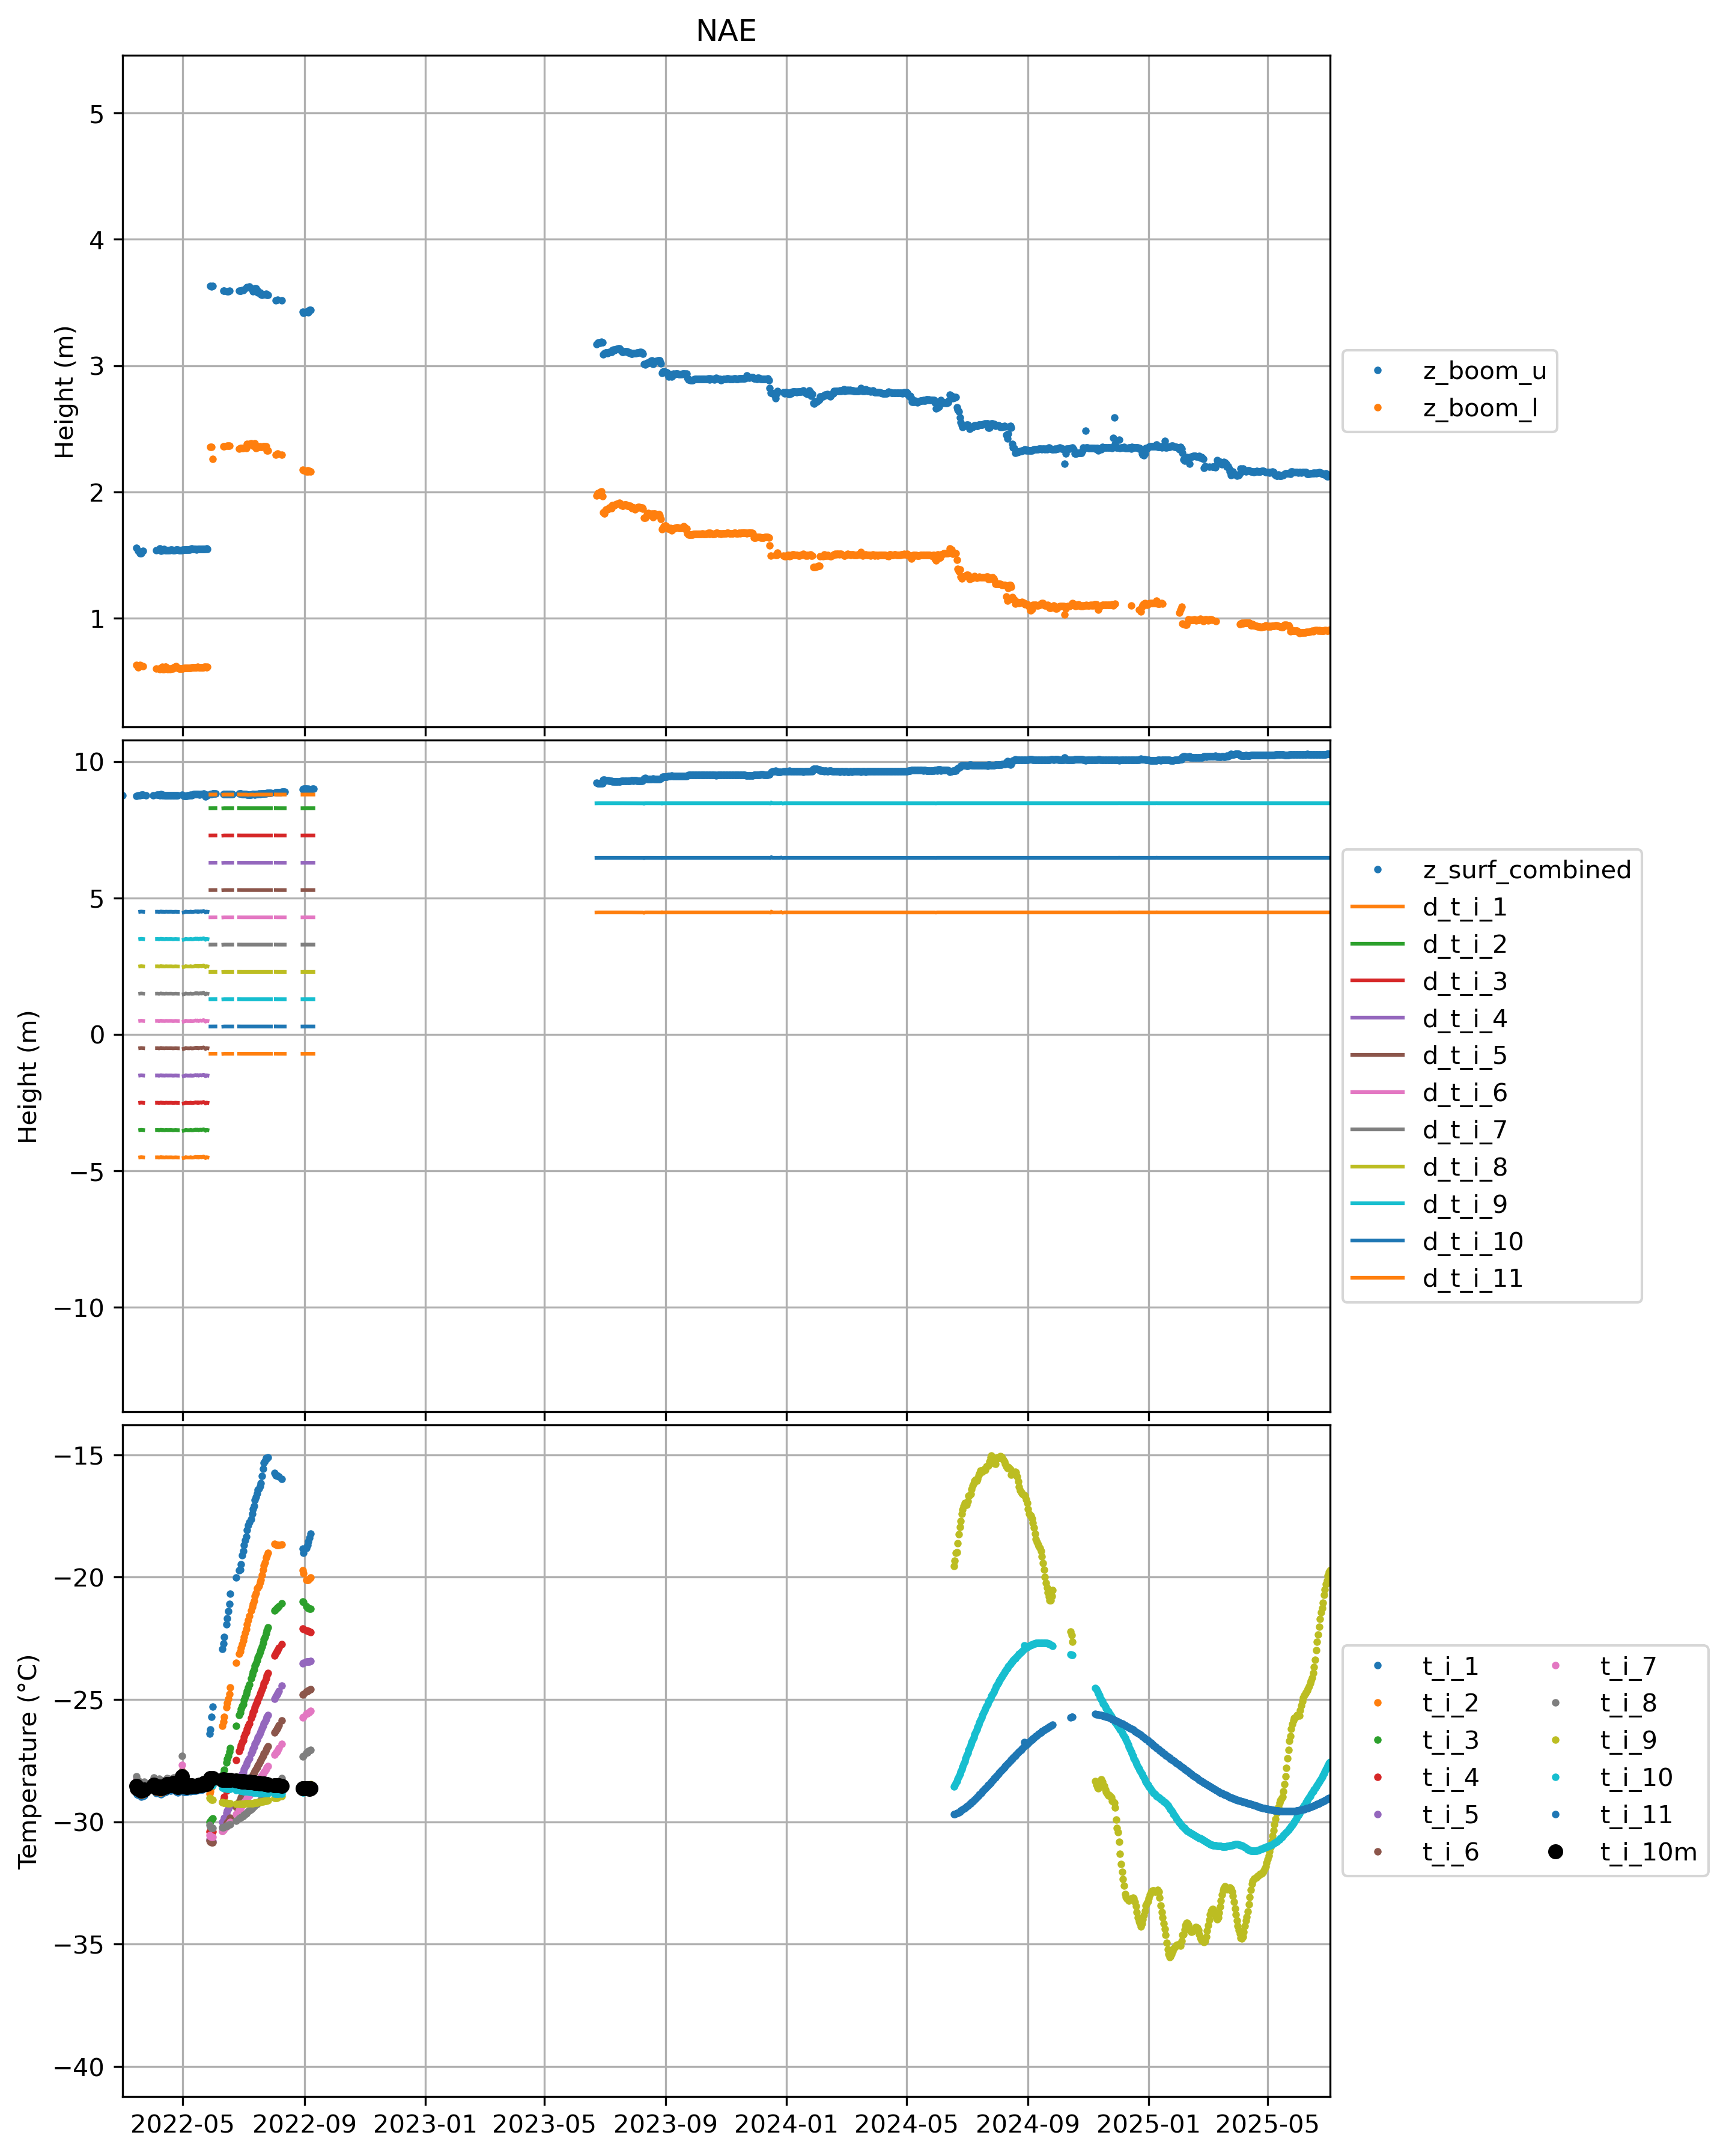 NAE
5
4
3
2
1
Height (m)
z_boom_u
z_boom_l
10
5
0
−5
−10
Height (m)
z_surf_combined
d_t_i_1
d_t_i_2
d_t_i_3
d_t_i_4
d_t_i_5
d_t_i_6
d_t_i_7
d_t_i_8
d_t_i_9
d_t_i_10
d_t_i_11
−15
−20
−25
−30
−35
−40
Temperature (°C)
t_i_1
t_i_2
t_i_3
t_i_4
t_i_5
t_i_6
t_i_7
t_i_8
t_i_9
t_i_10
t_i_11
t_i_10m
2022-05 2022-09 2023-01 2023-05 2023-09 2024-01 2024-05 2024-09 2025-01 2025-05